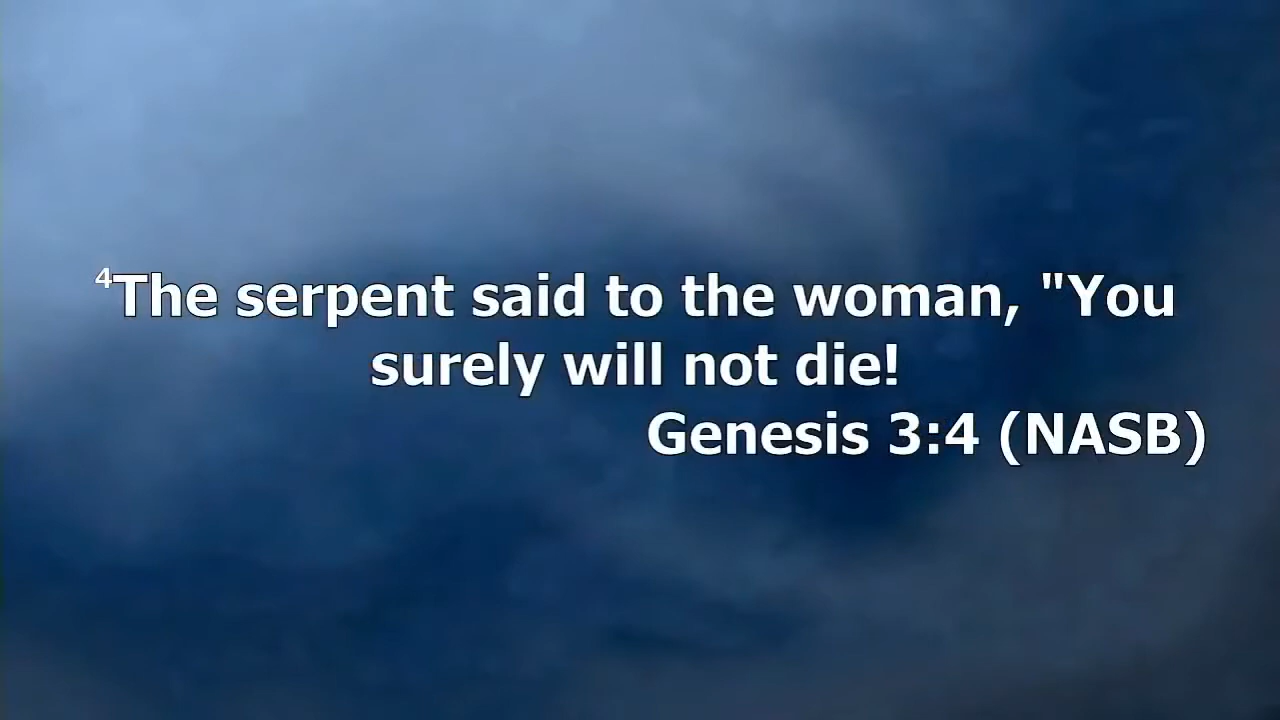 ⁴The serpent said to the woman, "You
surely will not die!
Genesis 3:4 (NASB)